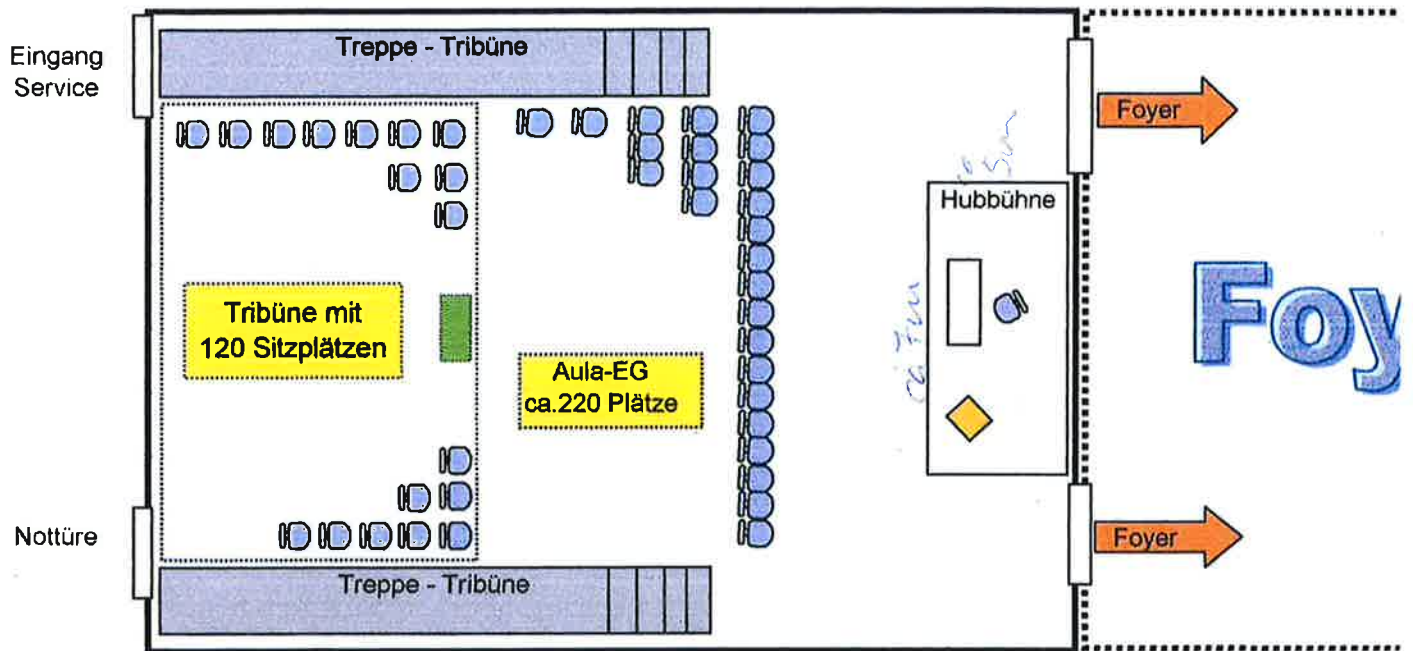 Eingang
Service
Treppe - Tribüne
Foyer
Hubbühne
Tribüne mit
120 Sitzplätzen
Aula-EG
ca.220 Plätze
Foy
Nottüre
Foyer
Treppe - Tribüne